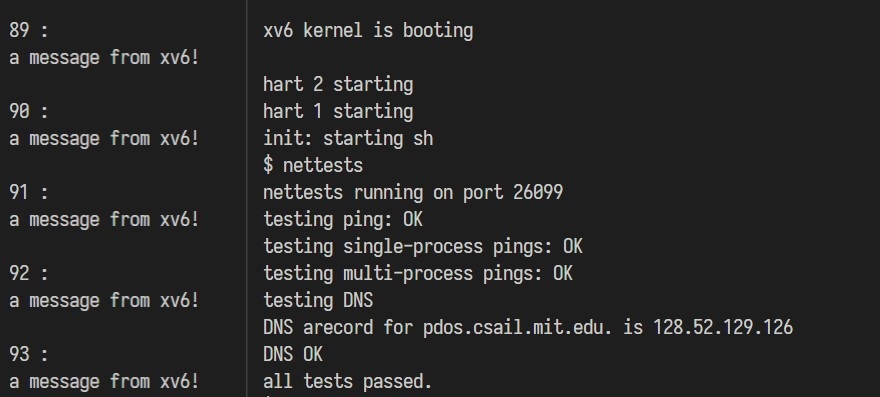 89 :
a message from xv6!
90 :
a message from xv6!
91 :
a message from xv6!
92 :
a message from xv6!
93 :
a message from xv6!
xv6 kernel is booting
hart 2 starting
hart 1 starting
init: starting sh
$ nettests
nettests running on port 26099
testing ping: OK
testing single-process pings: OK
testing multi-process pings: OK
testing DNS
DNS arecord for pdos.csail.mit.edu. is 128.52.129.126
DNS OK
all tests passed.